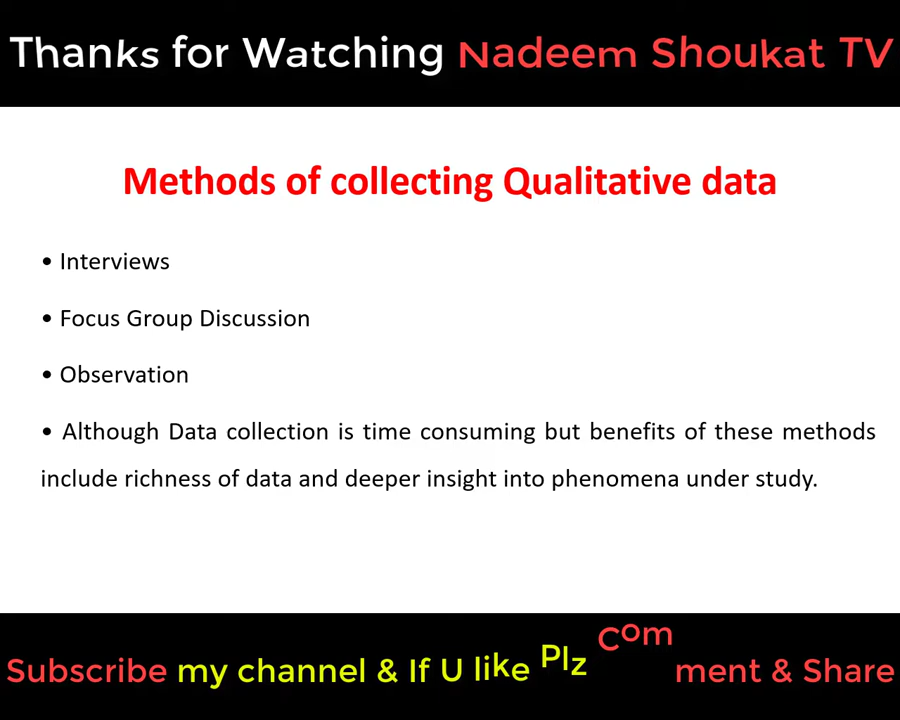 Thanks for Watching Nadeem Shoukat TV
Methods of collecting Qualitative data
• Interviews
• Focus Group Discussion
• Observation
• Although Data collection is time consuming but benefits of these methods
include richness of data and deeper insight into phenomena under study.
Subscribe my channel & If U like Plz Comment & Share